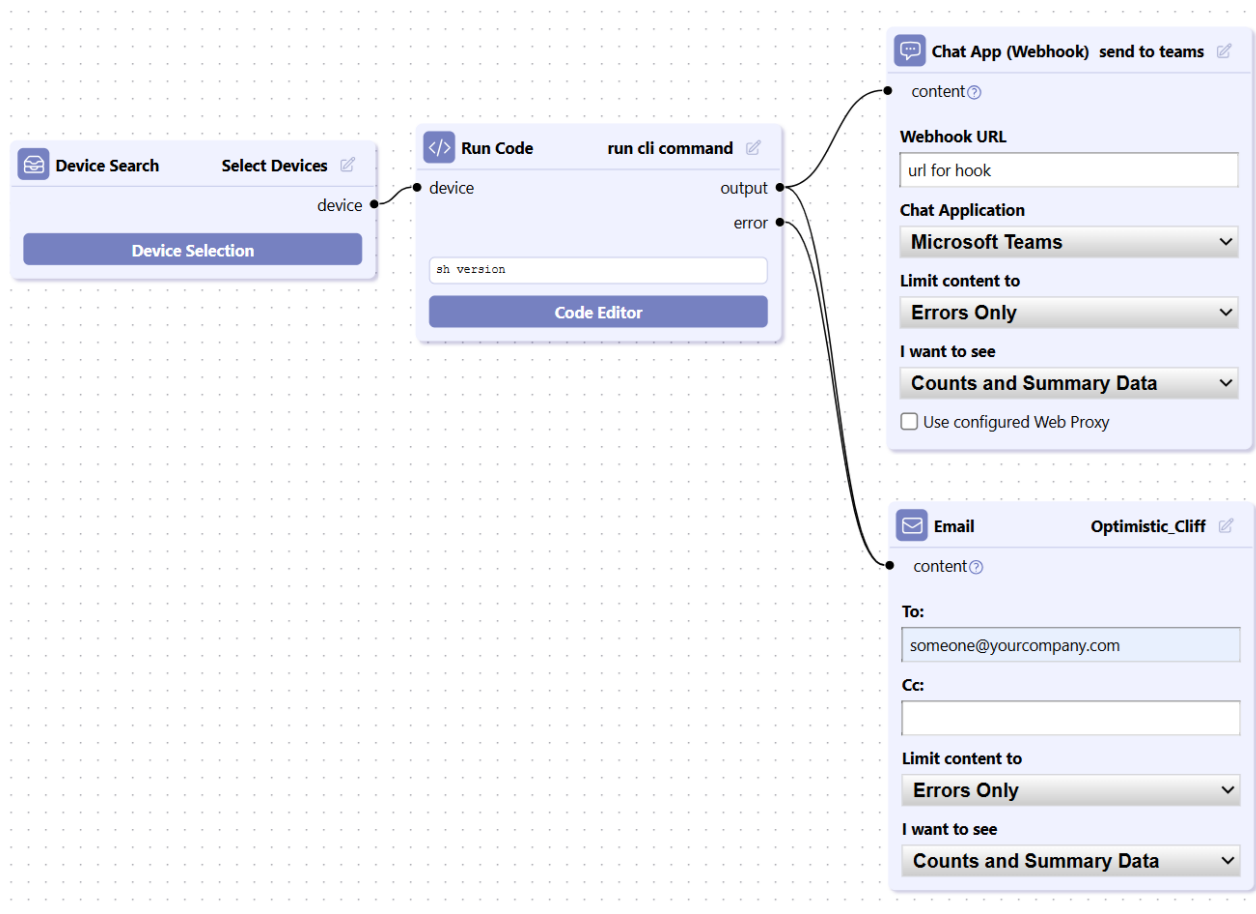 Device Search Select Devices
device
Device Selection
Run Code run cli command
device output
error
sh version
Code Editor
Chat App (Webhook) send to teams
content?
Webhook URL
url for hook
Chat Application
Microsoft Teams
Limit content to
Errors Only
I want to see
Counts and Summary Data
Use configured Web Proxy
Email Optimistic_Cliff
content?
To:
someone@yourcompany.com
Cc:
Limit content to
Errors Only
I want to see
Counts and Summary Data